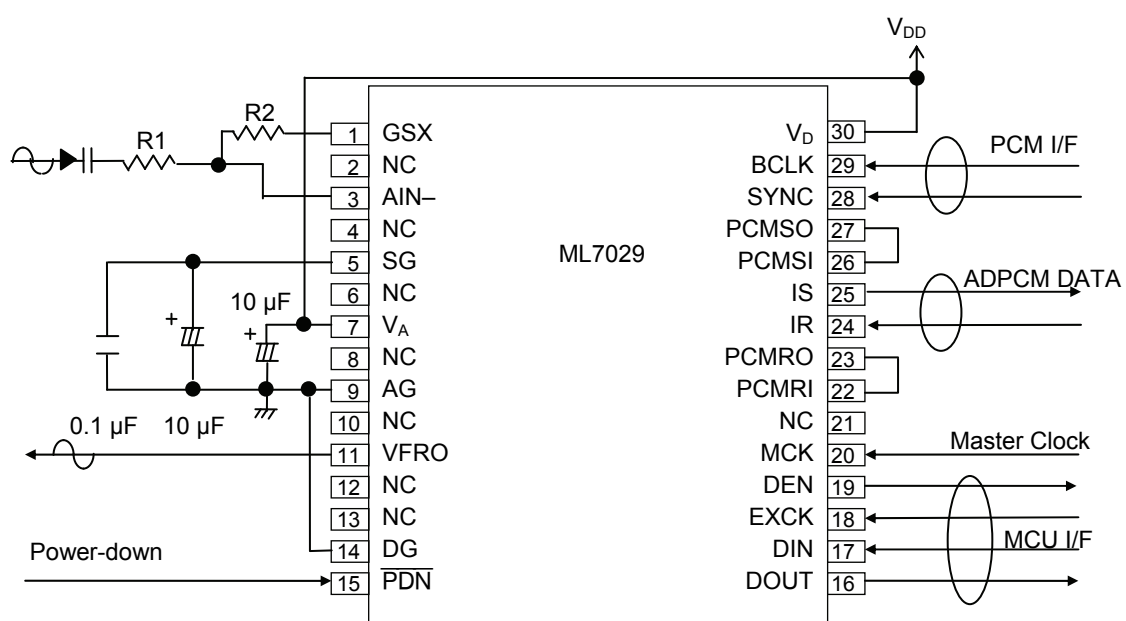 V_DD
R2
R1
1 GSX
2 NC
3 AIN–
4 NC
5 SG
6 NC
7 V_A
8 NC
9 AG
10 NC
11 VFRO
12 NC
13 NC
14 DG
15 PDN
+
+
10 µF
0.1 µF 10 µF
Power-down
ML7029
V_D 30
BCLK 29
SYNC 28
PCMSO 27
PCMSI 26
IS 25
IR 24
PCMRO 23
PCMRI 22
NC 21
MCK 20
DEN 19
EXCK 18
DIN 17
DOUT 16
PCM I/F
ADPCM DATA
Master Clock
MCU I/F